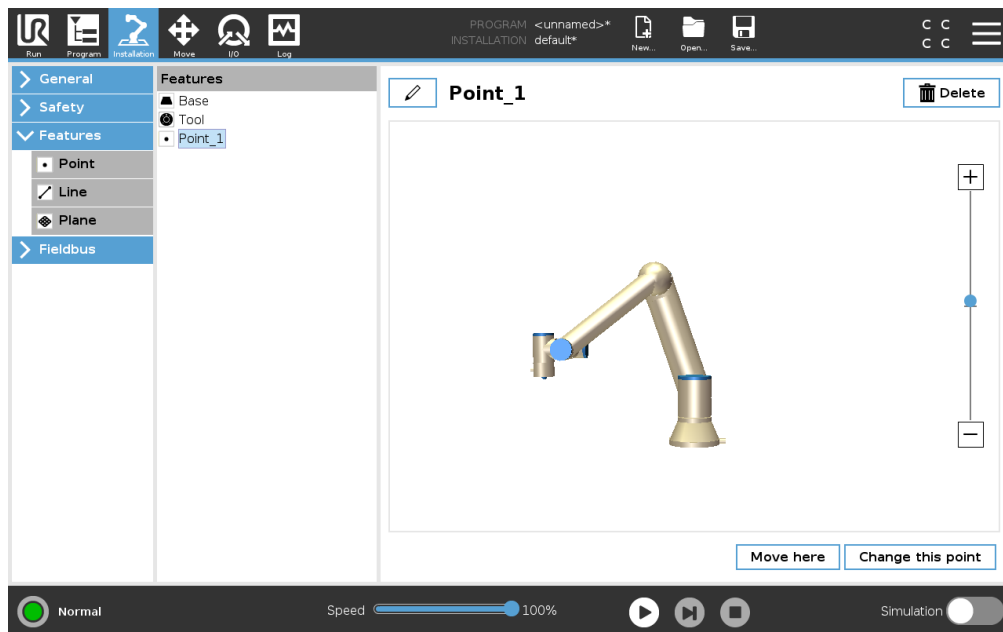 UR
Run
Program
Installation
Move
I/O
Log
PROGRAM <unnamed>*
INSTALLATION default*
New...
Open...
Save...
C C
C C
General
Safety
Features
Point
Line
Plane
Fieldbus
Features
Base
Tool
Point_1
Point_1
Delete
+
−
Move here
Change this point
Normal
Speed
100%
Simulation